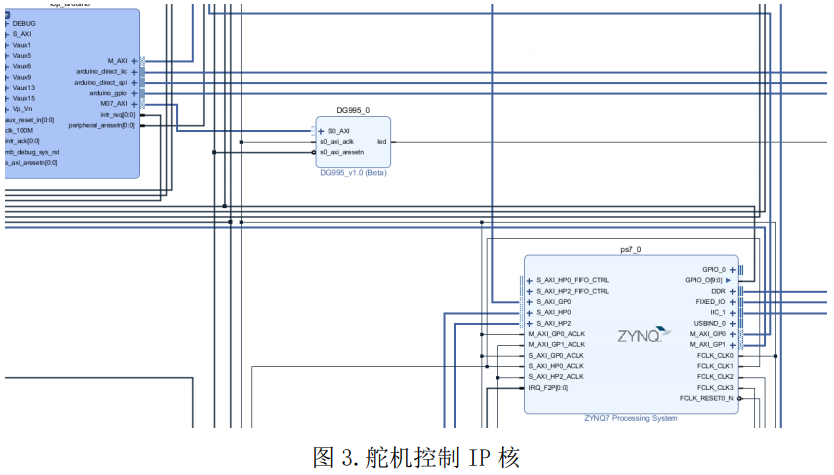 DEBUG
S_AXI
Vaux1
Vaux5
Vaux6
Vaux9
Vaux13
Vaux15
Vp_Vn
aux_reset_in[0:0]
clk_100M
intr_ack[0:0]
mb_debug_sys_rst
s_axi_aresetn[0:0]
M_AXI
arduino_direct_iic
arduino_direct_spi
arduino_gpio
M07_AXI
intr_req[0:0]
peripheral_aresetn[0:0]
DG995_0
S0_AXI
s0_axi_aclk
s0_axi_aresetn
led
DG995_v1.0 (Beta)
ps7_0
S_AXI_HP0_FIFO_CTRL
S_AXI_HP2_FIFO_CTRL
S_AXI_GP0
S_AXI_HP0
S_AXI_HP2
M_AXI_GP0_ACLK
M_AXI_GP1_ACLK
S_AXI_GP0_ACLK
S_AXI_HP0_ACLK
S_AXI_HP2_ACLK
IRQ_F2P[0:0]
ZYNQ
GPIO_0
GPIO_O[9:0]
DDR
FIXED_IO
IIC_1
USBIND_0
M_AXI_GP0
M_AXI_GP1
FCLK_CLK0
FCLK_CLK1
FCLK_CLK2
FCLK_CLK3
FCLK_RESET0_N
ZYNQ7 Processing System
图 3.舵机控制 IP 核